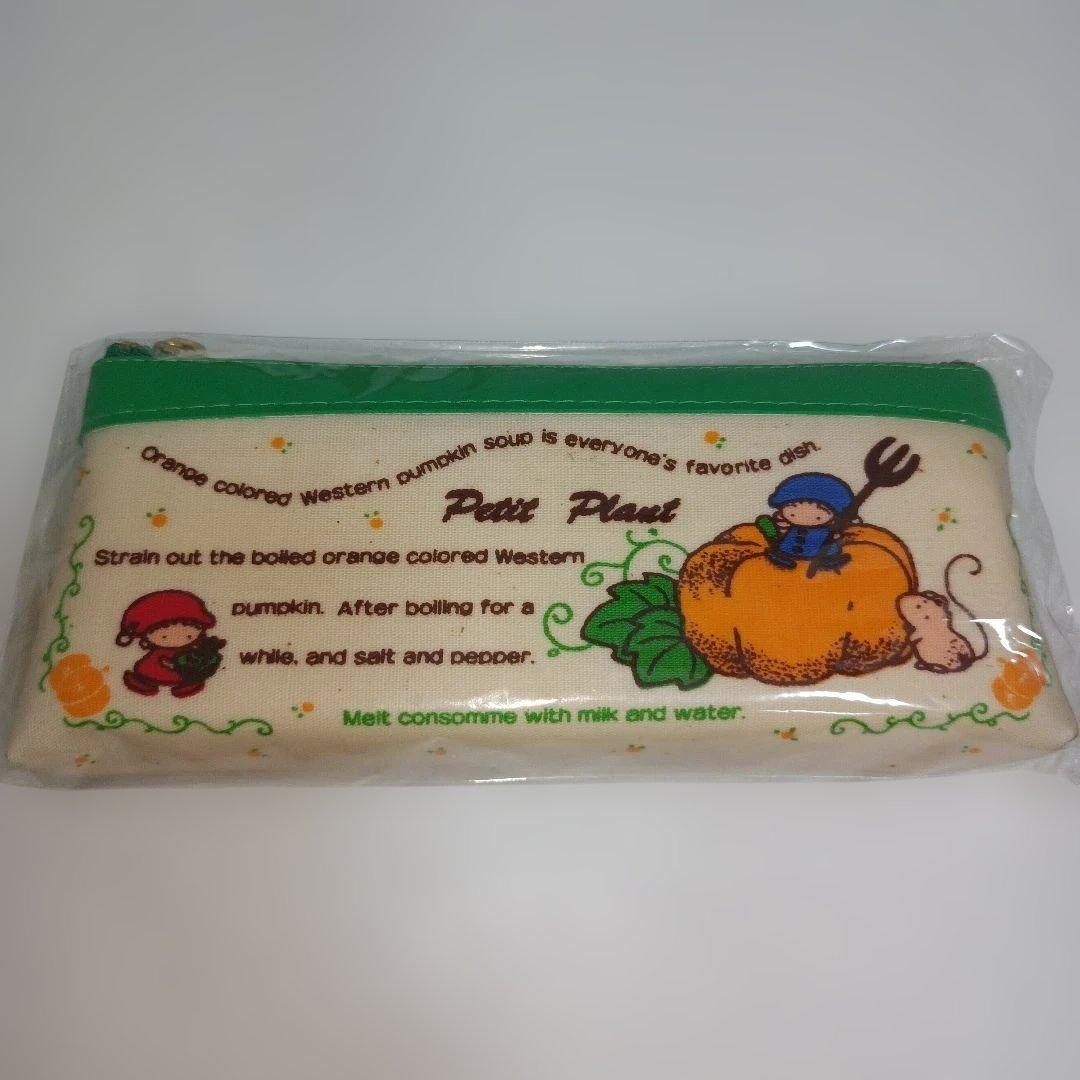 Orange colored Western pumpkin soup is everyone's favorite dish.
Petit Plant
Strain out the boiled orange colored Western
pumpkin. After boiling for a
while, and salt and pepper.
Melt consomme with milk and water.